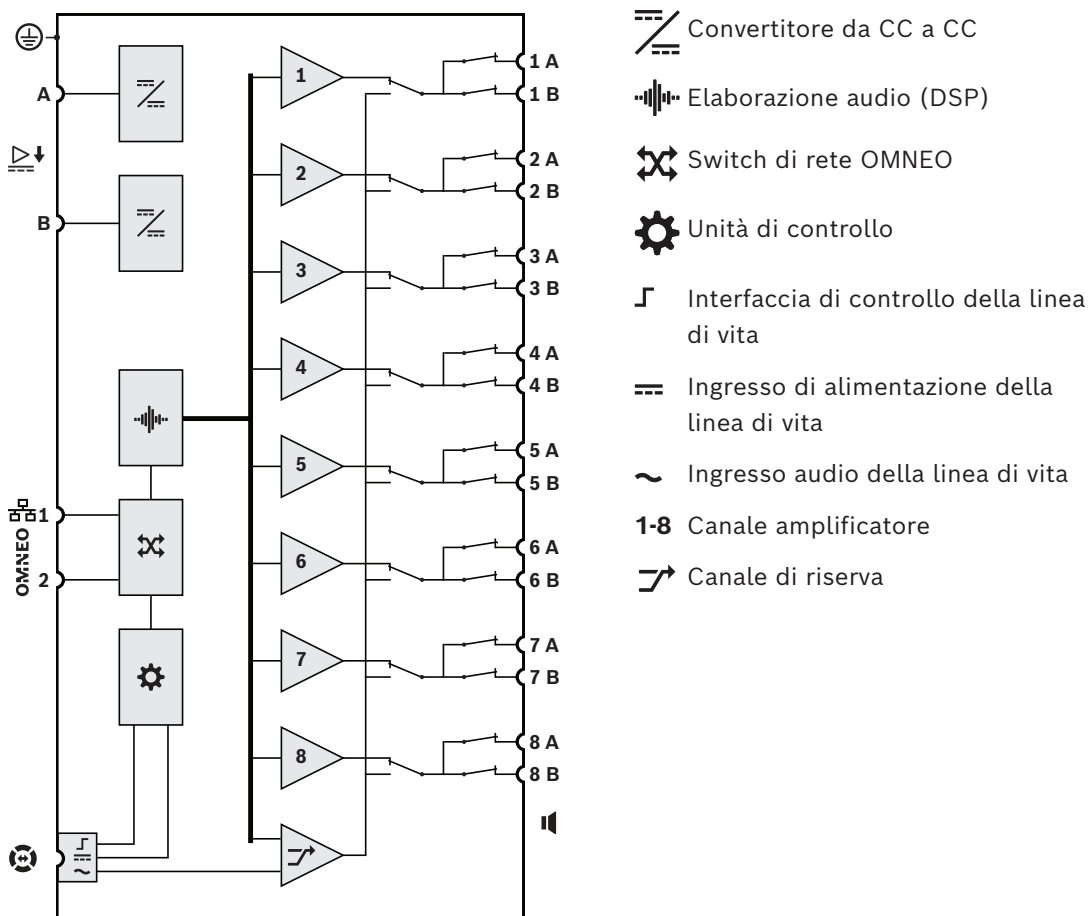 A
B
OMNEO
1
2
1
2
3
4
5
6
7
8
1 A
1 B
2 A
2 B
3 A
3 B
4 A
4 B
5 A
5 B
6 A
6 B
7 A
7 B
8 A
8 B
Convertitore da CC a CC
Elaborazione audio (DSP)
Switch di rete OMNEO
Unità di controllo
Interfaccia di controllo della linea
di vita
Ingresso di alimentazione della
linea di vita
Ingresso audio della linea di vita
1-8 Canale amplificatore
Canale di riserva